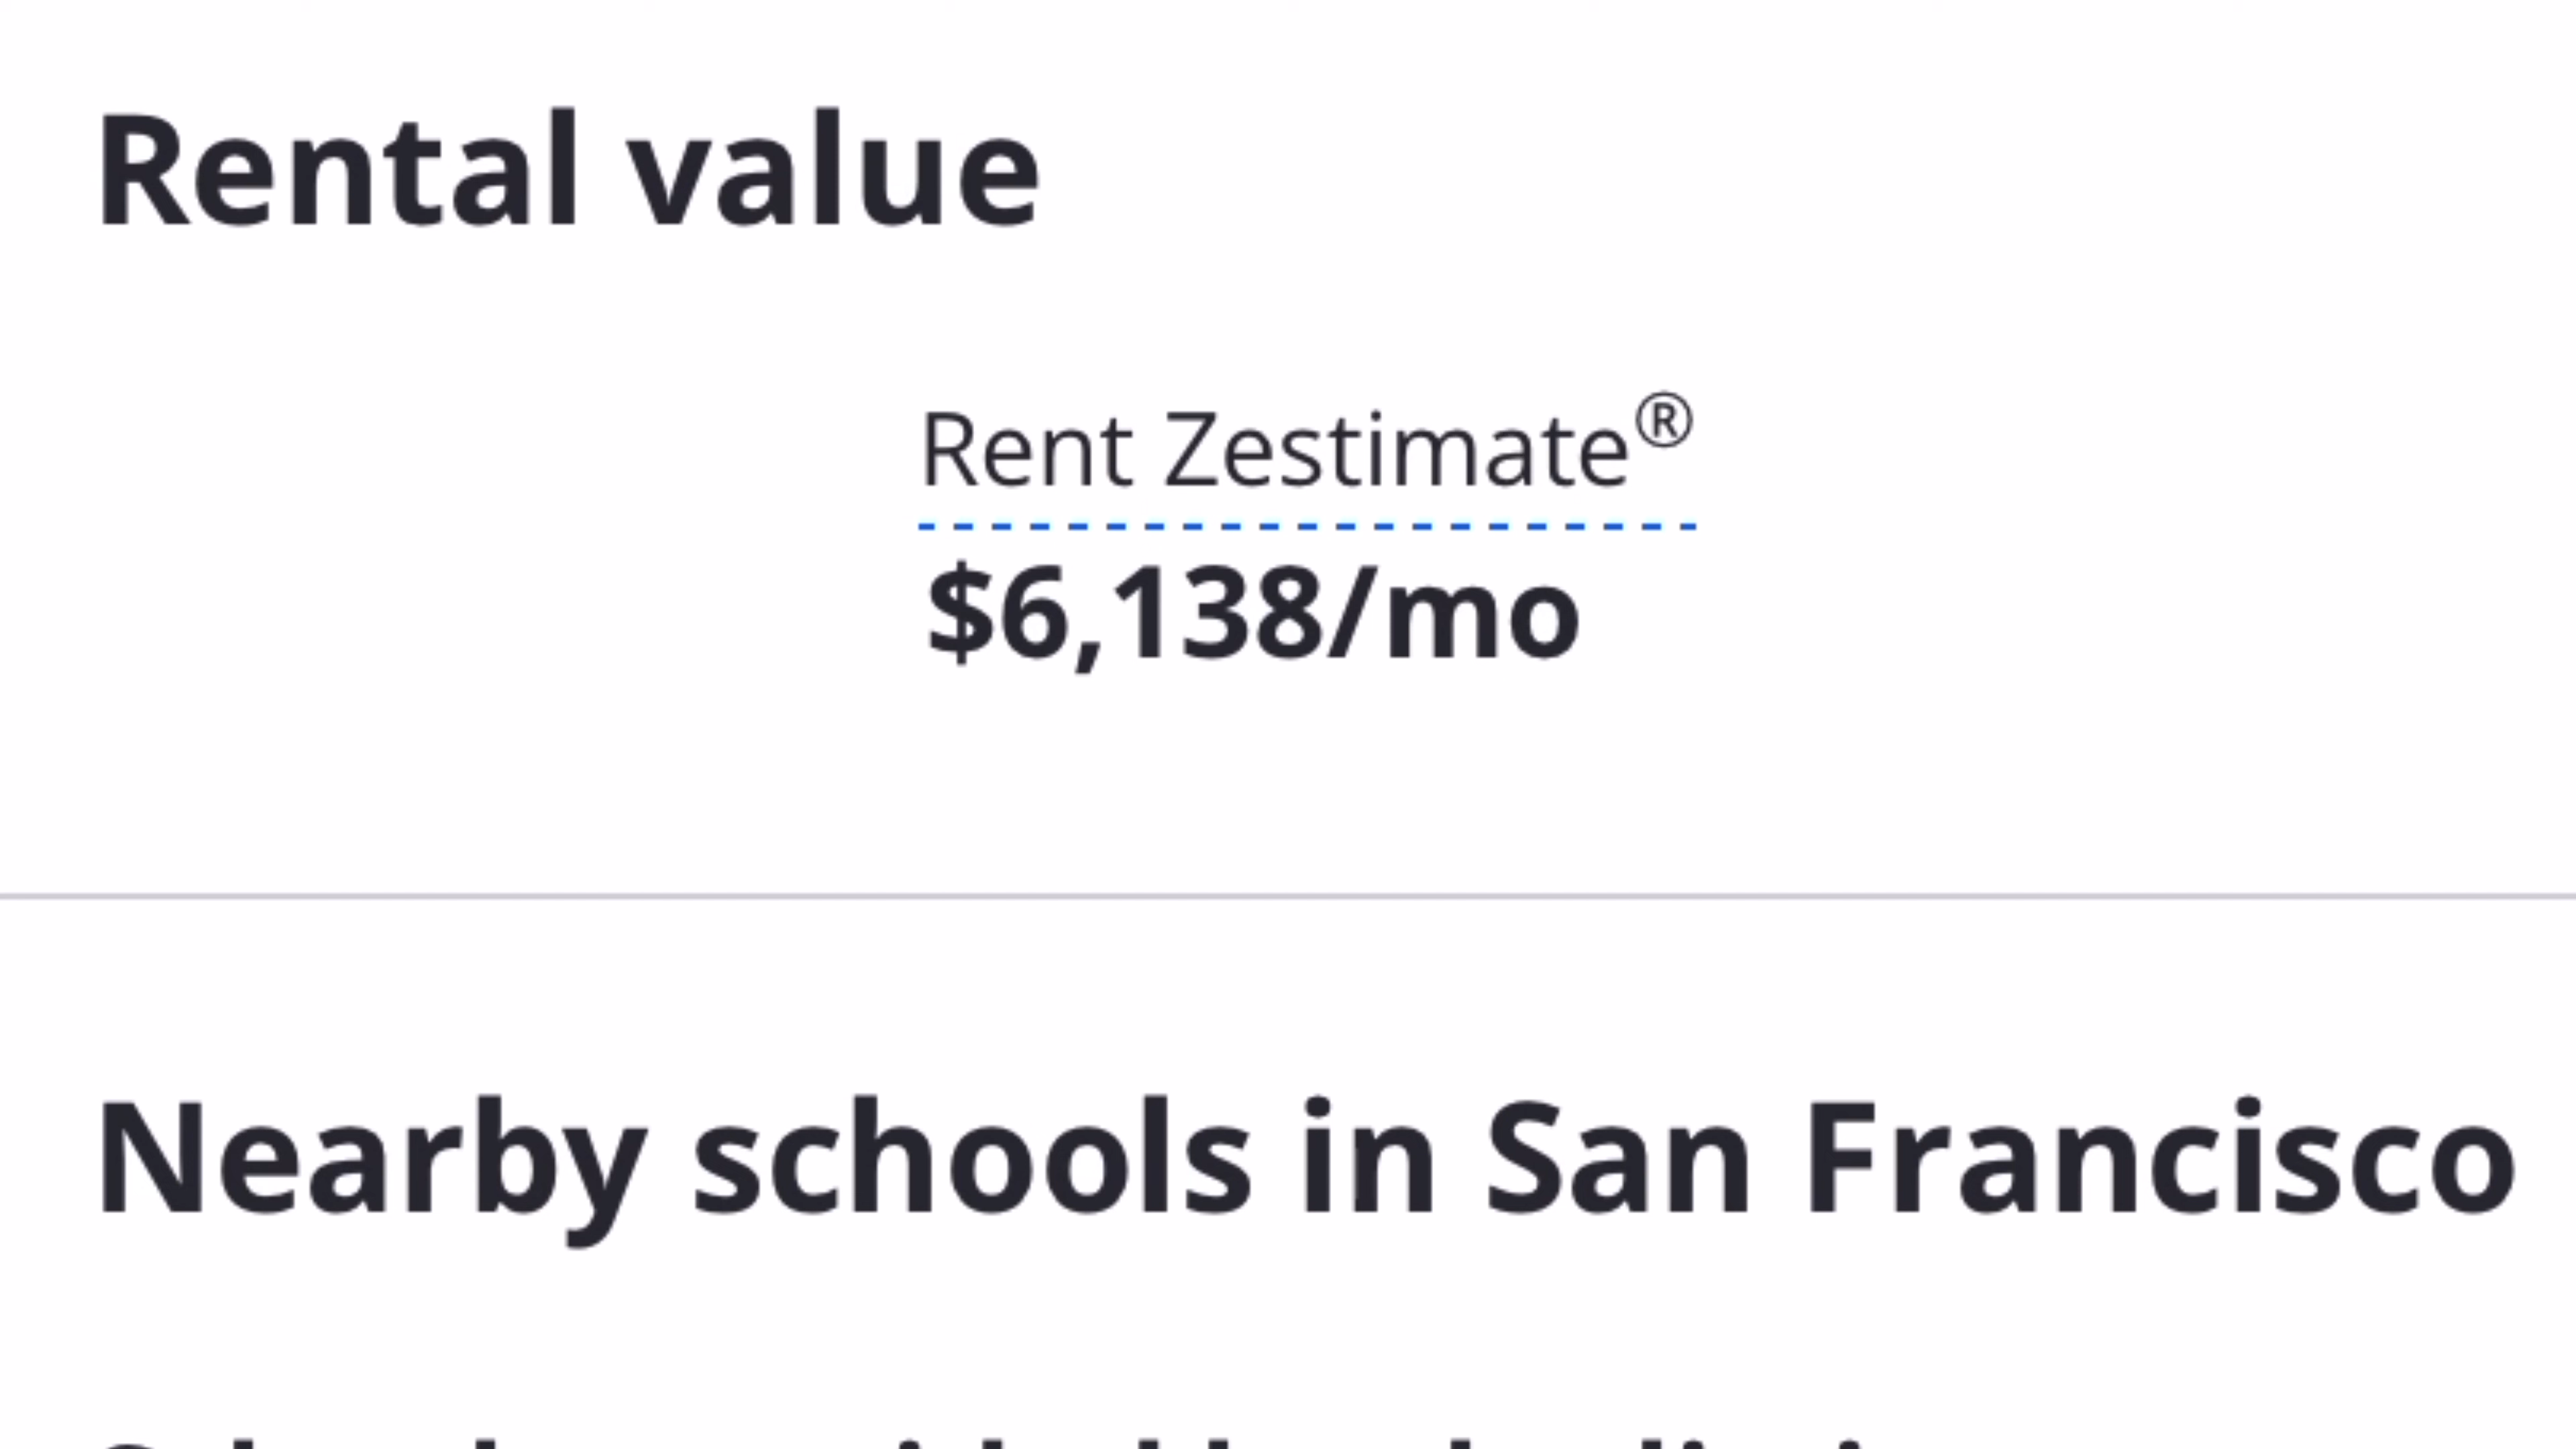 Rental value
Rent Zestimate®
$6,138/mo
Nearby schools in San Francisco